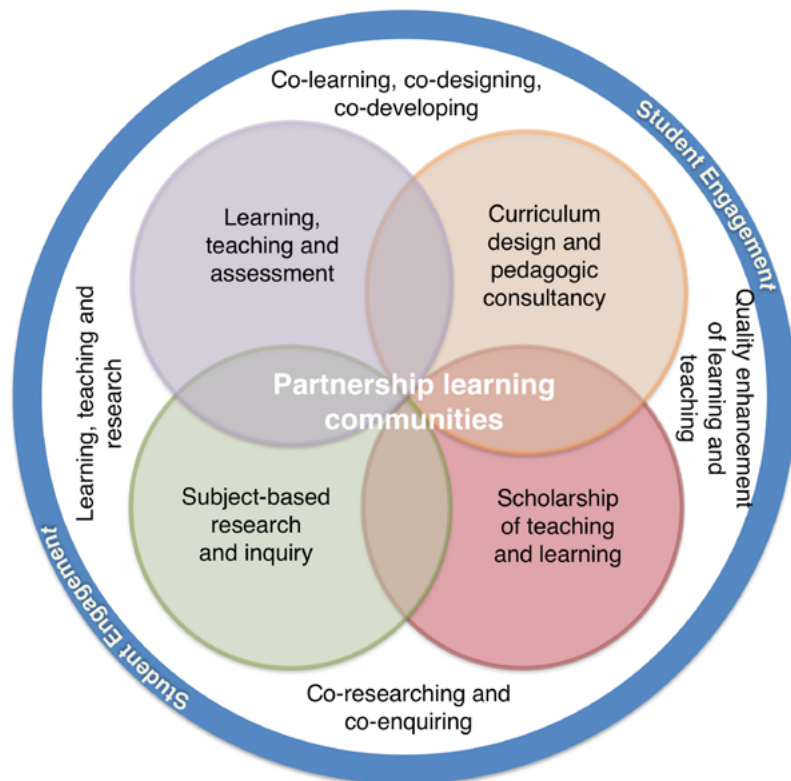 Co-learning, co-designing,
co-developing
Student Engagement
Learning,
teaching and
assessment
Curriculum
design and
pedagogic
consultancy
Learning, teaching and
research
Quality enhancement
of learning and
teaching
Partnership learning
communities
Subject-based
research
and inquiry
Scholarship
of teaching
and learning
Student Engagement
Co-researching and
co-enquiring